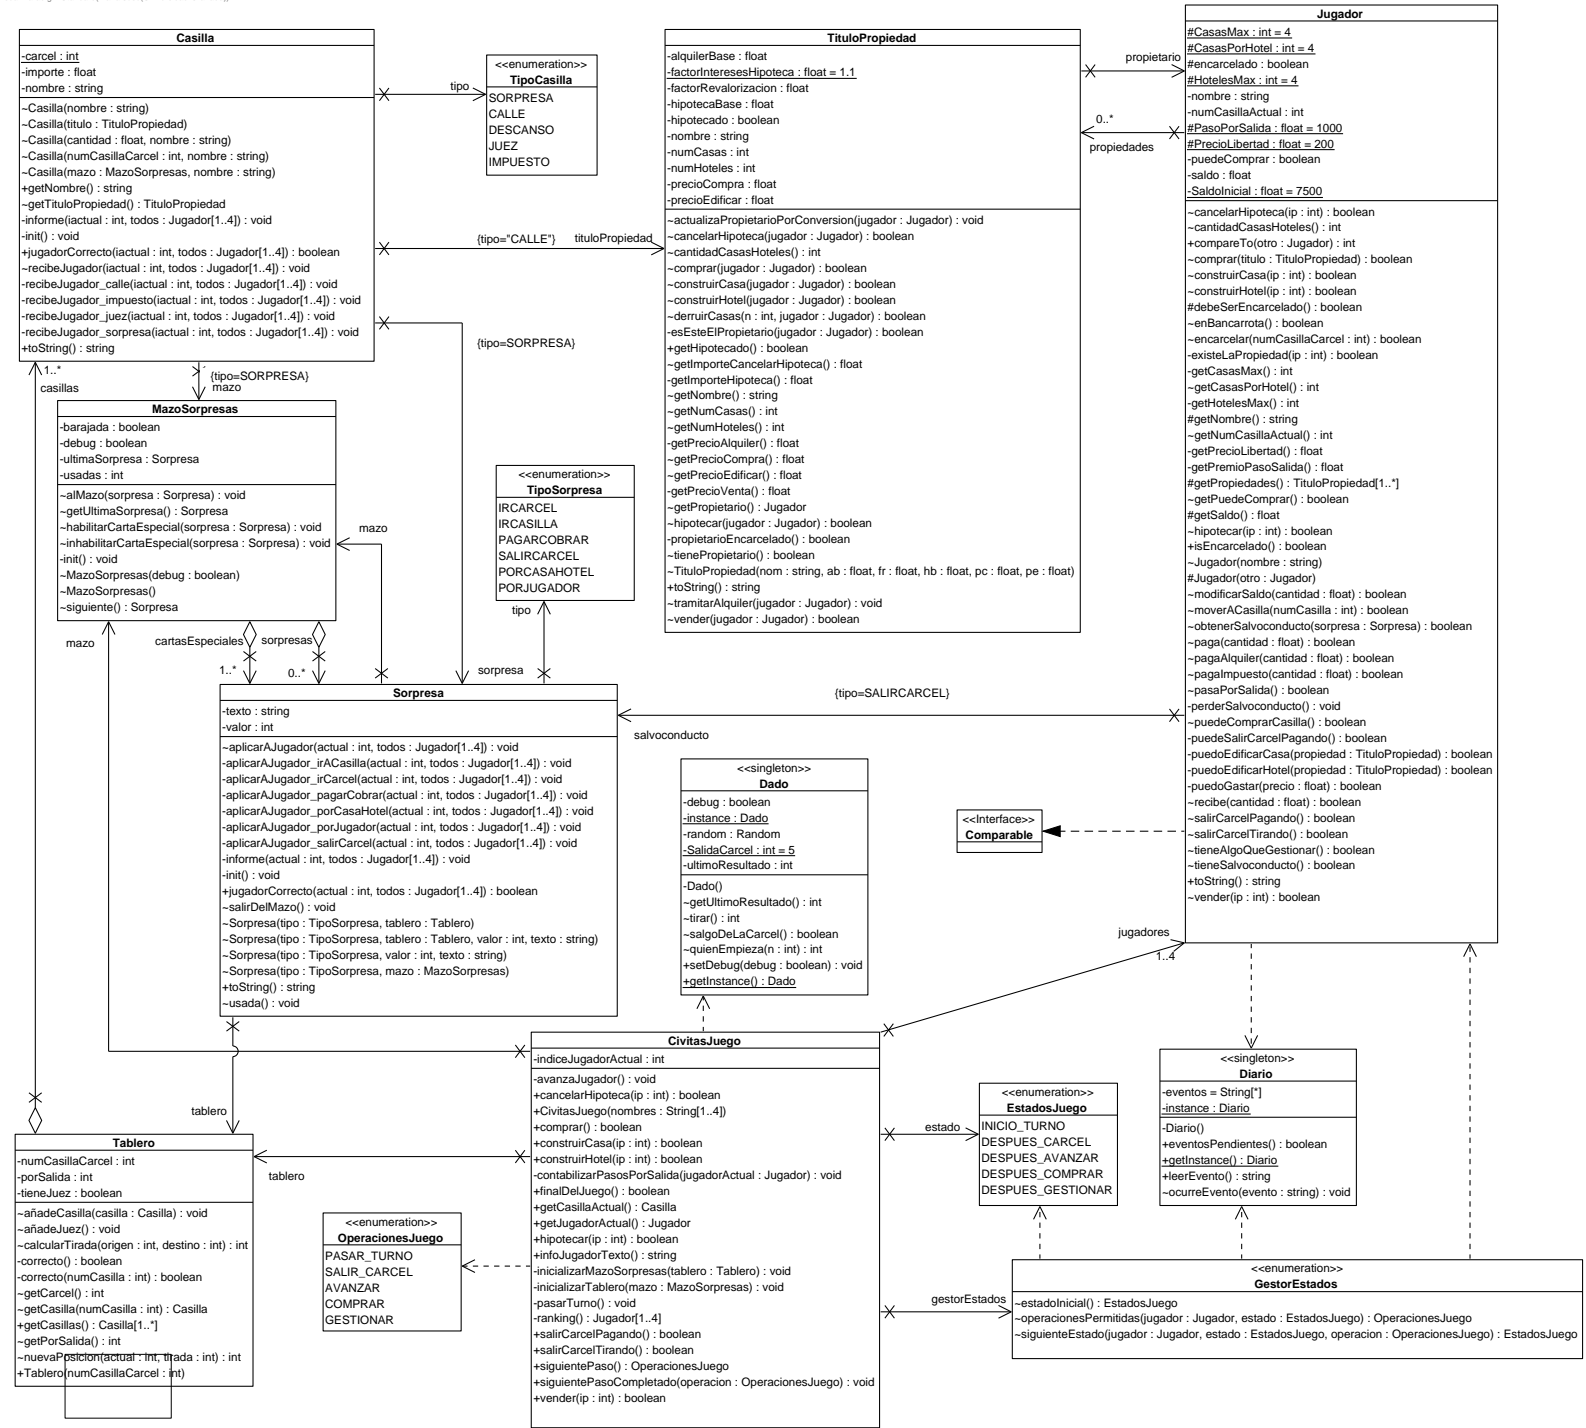 Casilla
-carcel : int
-importe : float
-nombre : string
~Casilla(nombre : string)
~Casilla(titulo : TituloPropiedad)
~Casilla(cantidad : float, nombre : string)
~Casilla(numCasillaCarcel : int, nombre : string)
~Casilla(mazo : MazoSorpresas, nombre : string)
+getNombre() : string
~getTituloPropiedad() : TituloPropiedad
-informe(iactual : int, todos : Jugador[1..4]) : void
-init() : void
+jugadorCorrecto(iactual : int, todos : Jugador[1..4]) : boolean
~recibeJugador(iactual : int, todos : Jugador[1..4]) : void
-recibeJugador_calle(iactual : int, todos : Jugador[1..4]) : void
-recibeJugador_impuesto(iactual : int, todos : Jugador[1..4]) : void
-recibeJugador_juez(iactual : int, todos : Jugador[1..4]) : void
-recibeJugador_sorpresa(iactual : int, todos : Jugador[1..4]) : void
+toString() : string
tipo
<<enumeration>>
TipoCasilla
SORPRESA
CALLE
DESCANSO
JUEZ
IMPUESTO
{tipo="CALLE"}
tituloPropiedad
{tipo=SORPRESA}
TituloPropiedad
-alquilerBase : float
-factorInteresesHipoteca : float = 1.1
-factorRevalorizacion : float
-hipotecaBase : float
-hipotecado : boolean
-nombre : string
-numCasas : int
-numHoteles : int
-precioCompra : float
-precioEdificar : float
~actualizaPropietarioPorConversion(jugador : Jugador) : void
~cancelarHipoteca(jugador : Jugador) : boolean
~cantidadCasasHoteles() : int
~comprar(jugador : Jugador) : boolean
~construirCasa(jugador : Jugador) : boolean
~construirHotel(jugador : Jugador) : boolean
~derruirCasas(n : int, jugador : Jugador) : boolean
-esEsteElPropietario(jugador : Jugador) : boolean
+getHipotecado() : boolean
~getImporteCancelarHipoteca() : float
-getImporteHipoteca() : float
~getNombre() : string
~getNumCasas() : int
~getNumHoteles() : int
-getPrecioAlquiler() : float
~getPrecioCompra() : float
~getPrecioEdificar() : float
-getPrecioVenta() : float
~getPropietario() : Jugador
~hipotecar(jugador : Jugador) : boolean
-propietarioEncarcelado() : boolean
~tienePropietario() : boolean
~TituloPropiedad(nom : string, ab : float, fr : float, hb : float, pc : float, pe : float)
+toString() : string
~tramitarAlquiler(jugador : Jugador) : void
~vender(jugador : Jugador) : boolean
propietario
0..*
propiedades
Jugador
#CasasMax : int = 4
#CasasPorHotel : int = 4
#encarcelado : boolean
#HotelesMax : int = 4
-nombre : string
-numCasillaActual : int
#PasoPorSalida : float = 1000
#PrecioLibertad : float = 200
-puedeComprar : boolean
-saldo : float
-SaldoInicial : float = 7500
~cancelarHipoteca(ip : int) : boolean
~cantidadCasasHoteles() : int
+compareTo(otro : Jugador) : int
~comprar(titulo : TituloPropiedad) : boolean
~construirCasa(ip : int) : boolean
~construirHotel(ip : int) : boolean
#debeSerEncarcelado() : boolean
~enBancarrota() : boolean
~encarcelar(numCasillaCarcel : int) : boolean
-existeLaPropiedad(ip : int) : boolean
-getCasasMax() : int
~getCasasPorHotel() : int
-getHotelesMax() : int
#getNombre() : string
~getNumCasillaActual() : int
-getPrecioLibertad() : float
-getPremioPasoSalida() : float
#getPropiedades() : TituloPropiedad[1..*]
~getPuedeComprar() : boolean
#getSaldo() : float
~hipotecar(ip : int) : boolean
+isEncarcelado() : boolean
~Jugador(nombre : string)
#Jugador(otro : Jugador)
~modificarSaldo(cantidad : float) : boolean
~moverACasilla(numCasilla : int) : boolean
~obtenerSalvoconducto(sorpresa : Sorpresa) : boolean
~paga(cantidad : float) : boolean
~pagaAlquiler(cantidad : float) : boolean
~pagaImpuesto(cantidad : float) : boolean
~pasaPorSalida() : boolean
-perderSalvoconducto() : void
~puedeComprarCasilla() : boolean
-puedeSalirCarcelPagando() : boolean
-puedoEdificarCasa(propiedad : TituloPropiedad) : boolean
-puedoEdificarHotel(propiedad : TituloPropiedad) : boolean
-puedoGastar(precio : float) : boolean
~recibe(cantidad : float) : boolean
~salirCarcelPagando() : boolean
~salirCarcelTirando() : boolean
~tieneAlgoQueGestionar() : boolean
~tieneSalvoconducto() : boolean
+toString() : string
~vender(ip : int) : boolean
1..*
casillas
{tipo=SORPRESA}
mazo
MazoSorpresas
-barajada : boolean
-debug : boolean
-ultimaSorpresa : Sorpresa
-usadas : int
~alMazo(sorpresa : Sorpresa) : void
~getUltimaSorpresa() : Sorpresa
~habilitarCartaEspecial(sorpresa : Sorpresa) : void
~inhabilitarCartaEspecial(sorpresa : Sorpresa) : void
-init() : void
~MazoSorpresas(debug : boolean)
~MazoSorpresas()
~siguiente() : Sorpresa
mazo
<<enumeration>>
TipoSorpresa
IRCARCEL
IRCASILLA
PAGARCOBRAR
SALIRCARCEL
PORCASAHOTEL
PORJUGADOR
tipo
mazo
cartasEspeciales
sorpresas
1..*
0..*
sorpresa
Sorpresa
-texto : string
-valor : int
~aplicarAJugador(actual : int, todos : Jugador[1..4]) : void
-aplicarAJugador_irACasilla(actual : int, todos : Jugador[1..4]) : void
-aplicarAJugador_irCarcel(actual : int, todos : Jugador[1..4]) : void
-aplicarAJugador_pagarCobrar(actual : int, todos : Jugador[1..4]) : void
-aplicarAJugador_porCasaHotel(actual : int, todos : Jugador[1..4]) : void
-aplicarAJugador_porJugador(actual : int, todos : Jugador[1..4]) : void
-aplicarAJugador_salirCarcel(actual : int, todos : Jugador[1..4]) : void
-informe(actual : int, todos : Jugador[1..4]) : void
-init() : void
+jugadorCorrecto(actual : int, todos : Jugador[1..4]) : boolean
~salirDelMazo() : void
~Sorpresa(tipo : TipoSorpresa, tablero : Tablero)
~Sorpresa(tipo : TipoSorpresa, tablero : Tablero, valor : int, texto : string)
~Sorpresa(tipo : TipoSorpresa, valor : int, texto : string)
~Sorpresa(tipo : TipoSorpresa, mazo : MazoSorpresas)
+toString() : string
~usada() : void
{tipo=SALIRCARCEL}
salvoconducto
<<singleton>>
Dado
-debug : boolean
-instance : Dado
-random : Random
-SalidaCarcel : int = 5
-ultimoResultado : int
-Dado()
~getUltimoResultado() : int
~tirar() : int
~salgoDeLaCarcel() : boolean
~quienEmpieza(n : int) : int
+setDebug(debug : boolean) : void
+getInstance() : Dado
<<Interface>>
Comparable
jugadores
1..4
tablero
Tablero
-numCasillaCarcel : int
-porSalida : int
-tieneJuez : boolean
~añadeCasilla(casilla : Casilla) : void
~añadeJuez() : void
~calcularTirada(origen : int, destino : int) : int
-correcto() : boolean
-correcto(numCasilla : int) : boolean
~getCarcel() : int
~getCasilla(numCasilla : int) : Casilla
+getCasillas() : Casilla[1..*]
~getPorSalida() : int
~nuevaPosicion(actual : int, tirada : int) : int
+Tablero(numCasillaCarcel : int)
tablero
<<enumeration>>
OperacionesJuego
PASAR_TURNO
SALIR_CARCEL
AVANZAR
COMPRAR
GESTIONAR
CivitasJuego
-indiceJugadorActual : int
-avanzaJugador() : void
+cancelarHipoteca(ip : int) : boolean
+CivitasJuego(nombres : String[1..4])
+comprar() : boolean
+construirCasa(ip : int) : boolean
+construirHotel(ip : int) : boolean
-contabilizarPasosPorSalida(jugadorActual : Jugador) : void
+finalDelJuego() : boolean
+getCasillaActual() : Casilla
+getJugadorActual() : Jugador
+hipotecar(ip : int) : boolean
+infoJugadorTexto() : string
-inicializarMazoSorpresas(tablero : Tablero) : void
-inicializarTablero(mazo : MazoSorpresas) : void
-pasarTurno() : void
-ranking() : Jugador[1..4]
+salirCarcelPagando() : boolean
+salirCarcelTirando() : boolean
+siguientePaso() : OperacionesJuego
+siguientePasoCompletado(operacion : OperacionesJuego) : void
+vender(ip : int) : boolean
estado
<<enumeration>>
EstadosJuego
INICIO_TURNO
DESPUES_CARCEL
DESPUES_AVANZAR
DESPUES_COMPRAR
DESPUES_GESTIONAR
<<singleton>>
Diario
-eventos = String[*]
-instance : Diario
-Diario()
+eventosPendientes() : boolean
+getInstance() : Diario
+leerEvento() : string
~ocurreEvento(evento : string) : void
gestorEstados
<<enumeration>>
GestorEstados
~estadoInicial() : EstadosJuego
~operacionesPermitidas(jugador : Jugador, estado : EstadosJuego) : OperacionesJuego
~siguienteEstado(jugador : Jugador, estado : EstadosJuego, operacion : OperacionesJuego) : EstadosJuego